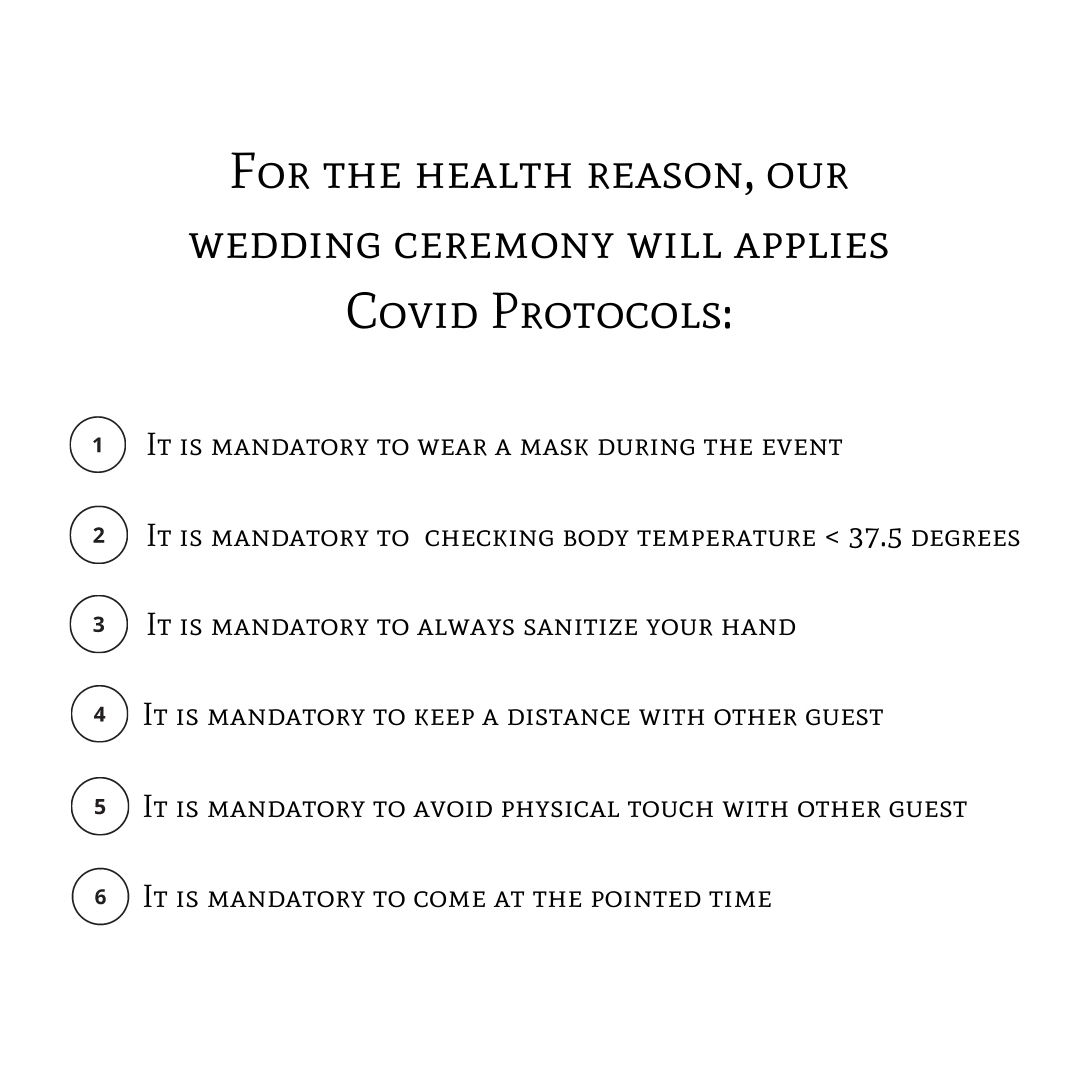 For the health reason, our
wedding ceremony will applies
Covid Protocols:
1 It is mandatory to wear a mask during the event
2 It is mandatory to  checking body temperature < 37.5 degrees
3 It is mandatory to always sanitize your hand
4 It is mandatory to keep a distance with other guest
5 It is mandatory to avoid physical touch with other guest
6 It is mandatory to come at the pointed time